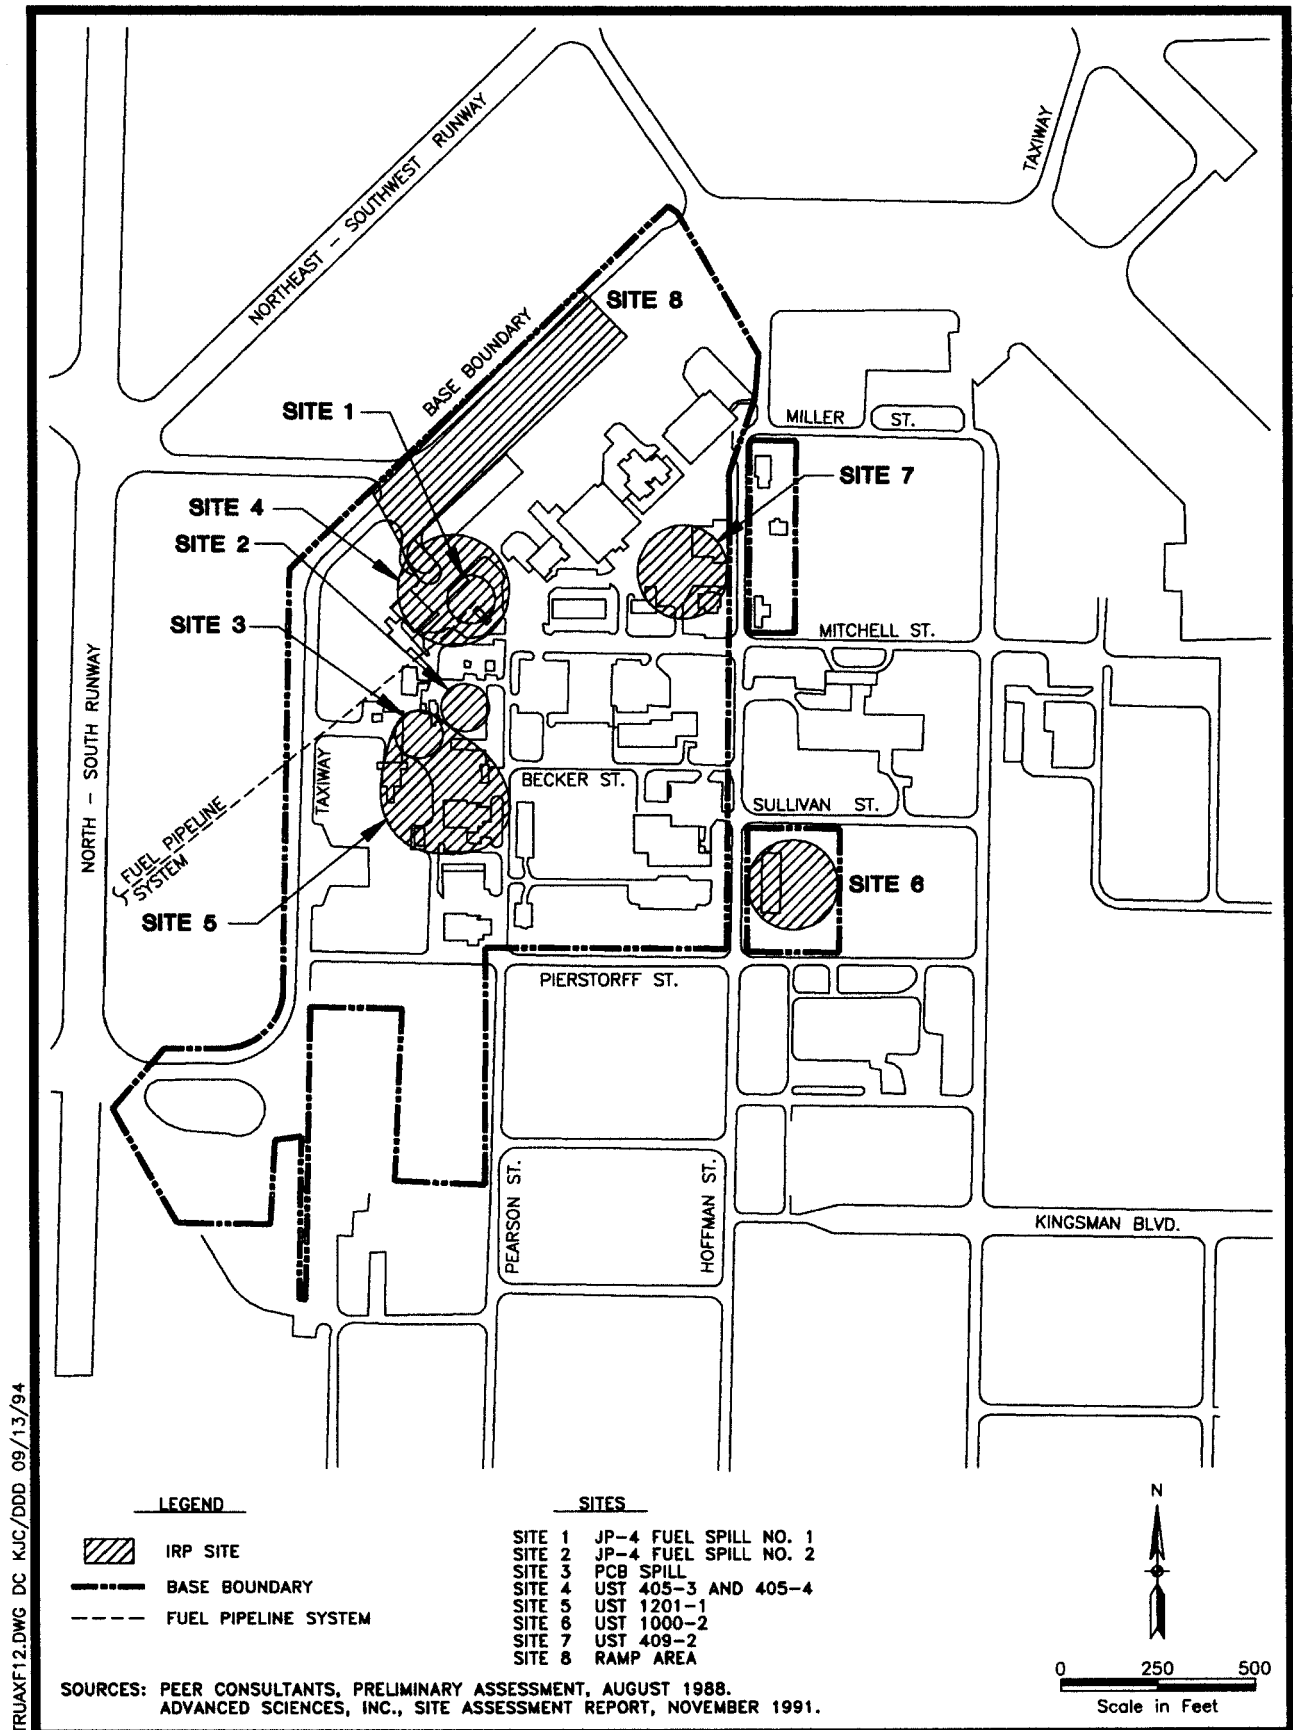 NORTHEAST - SOUTHWEST RUNWAY
TAXIWAY
SITE 8
BASE BOUNDARY
SITE 1
MILLER ST.
SITE 7
SITE 4
SITE 2
SITE 3
MITCHELL ST.
NORTH - SOUTH RUNWAY
TAXIWAY
BECKER ST.
SULLIVAN ST.
FUEL PIPELINE
SYSTEM
SITE 5
SITE 6
PIERSTORFF ST.
PEARSON ST.
HOFFMAN ST.
KINGSMAN BLVD.
TRUAXF12.DWG DC KJC/DDD 09/13/94
LEGEND
IRP SITE
BASE BOUNDARY
FUEL PIPELINE SYSTEM
SITES
SITE 1 JP-4 FUEL SPILL NO. 1
SITE 2 JP-4 FUEL SPILL NO. 2
SITE 3 PCB SPILL
SITE 4 UST 405-3 AND 405-4
SITE 5 UST 1201-1
SITE 6 UST 1000-2
SITE 7 UST 409-2
SITE 8 RAMP AREA
N
0 250 500
Scale in Feet
SOURCES: PEER CONSULTANTS, PRELIMINARY ASSESSMENT, AUGUST 1988.
ADVANCED SCIENCES, INC., SITE ASSESSMENT REPORT, NOVEMBER 1991.